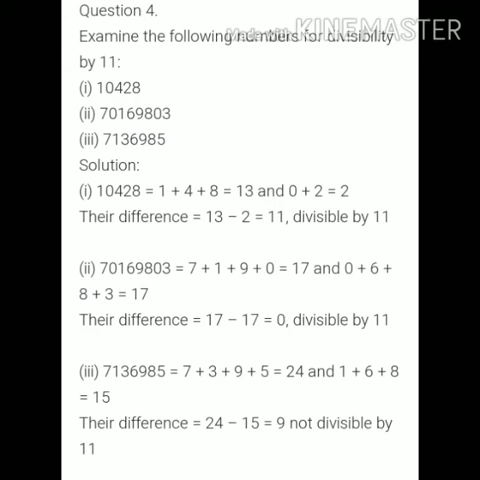 Question 4.
Made with KINEMASTER
Examine the following numbers for divisibility
by 11:
(i) 10428
(ii) 70169803
(iii) 7136985
Solution:
(i) 10428 = 1 + 4 + 8 = 13 and 0 + 2 = 2
Their difference = 13 – 2 = 11, divisible by 11
(ii) 70169803 = 7 + 1 + 9 + 0 = 17 and 0 + 6 +
8 + 3 = 17
Their difference = 17 – 17 = 0, divisible by 11
(iii) 7136985 = 7 + 3 + 9 + 5 = 24 and 1 + 6 + 8
= 15
Their difference = 24 – 15 = 9 not divisible by
11